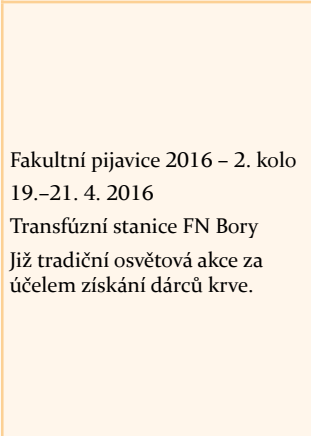 Fakultní pijavice 2016 – 2. kolo
19.–21. 4. 2016
Transfúzní stanice FN Bory
Již tradiční osvětová akce za
účelem získání dárců krve.